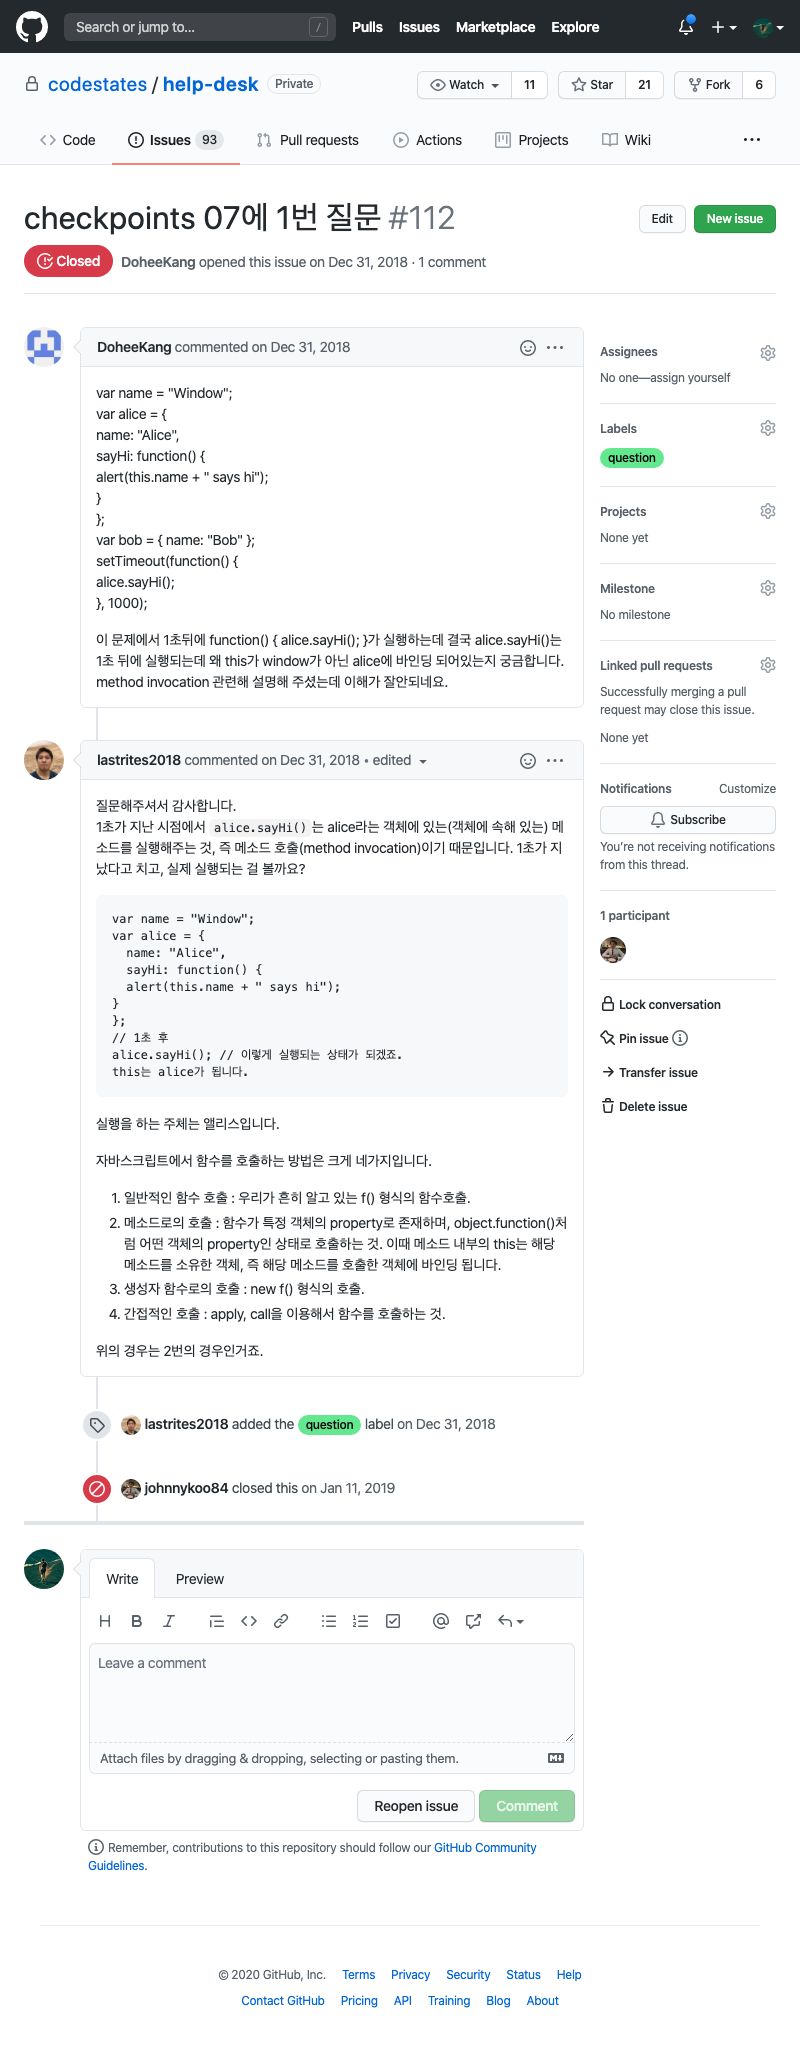 Search or jump to... /
Pulls Issues Marketplace Explore
codestates / help-desk Private
Watch 11 Star 21 Fork 6
Code Issues 93 Pull requests Actions Projects Wiki ...
checkpoints 07에 1번 질문 #112
Edit New issue
Closed DoheeKang opened this issue on Dec 31, 2018 · 1 comment
DoheeKang commented on Dec 31, 2018
var name = "Window";
var alice = {
name: "Alice",
sayHi: function() {
alert(this.name + " says hi");
}
};
var bob = { name: "Bob" };
setTimeout(function() {
alice.sayHi();
}, 1000);
이 문제에서 1초뒤에 function() { alice.sayHi(); }가 실행하는데 결국 alice.sayHi()는
1초 뒤에 실행되는데 왜 this가 window가 아닌 alice에 바인딩 되어있는지 궁금합니다.
method invocation 관련해 설명해 주셨는데 이해가 잘안되네요.
lastrites2018 commented on Dec 31, 2018 • edited
질문해주셔서 감사합니다.
1초가 지난 시점에서 alice.sayHi() 는 alice라는 객체에 있는(객체에 속해 있는) 메
소드를 실행해주는 것, 즉 메소드 호출(method invocation)이기 때문입니다. 1초가 지
났다고 치고, 실제 실행되는 걸 볼까요?
var name = "Window";
var alice = {
name: "Alice",
sayHi: function() {
alert(this.name + " says hi");
}
};
// 1초 후
alice.sayHi(); // 이렇게 실행되는 상태가 되겠죠.
this는 alice가 됩니다.
실행을 하는 주체는 앨리스입니다.
자바스크립트에서 함수를 호출하는 방법은 크게 네가지입니다.
1. 일반적인 함수 호출 : 우리가 흔히 알고 있는 f() 형식의 함수호출.
2. 메소드로의 호출 : 함수가 특정 객체의 property로 존재하며, object.function()처
럼 어떤 객체의 property인 상태로 호출하는 것. 이때 메소드 내부의 this는 해당
메소드를 소유한 객체, 즉 해당 메소드를 호출한 객체에 바인딩 됩니다.
3. 생성자 함수로의 호출 : new f() 형식의 호출.
4. 간접적인 호출 : apply, call을 이용해서 함수를 호출하는 것.
위의 경우는 2번의 경우인거죠.
lastrites2018 added the question label on Dec 31, 2018
johnnykoo84 closed this on Jan 11, 2019
Assignees
No one—assign yourself
Labels
question
Projects
None yet
Milestone
No milestone
Linked pull requests
Successfully merging a pull
request may close this issue.
None yet
Notifications Customize
Subscribe
You're not receiving notifications
from this thread.
1 participant
Lock conversation
Pin issue
Transfer issue
Delete issue
Write Preview
H B I
Leave a comment
Attach files by dragging & dropping, selecting or pasting them.
Reopen issue Comment
Remember, contributions to this repository should follow our GitHub Community
Guidelines.
© 2020 GitHub, Inc. Terms Privacy Security Status Help
Contact GitHub Pricing API Training Blog About